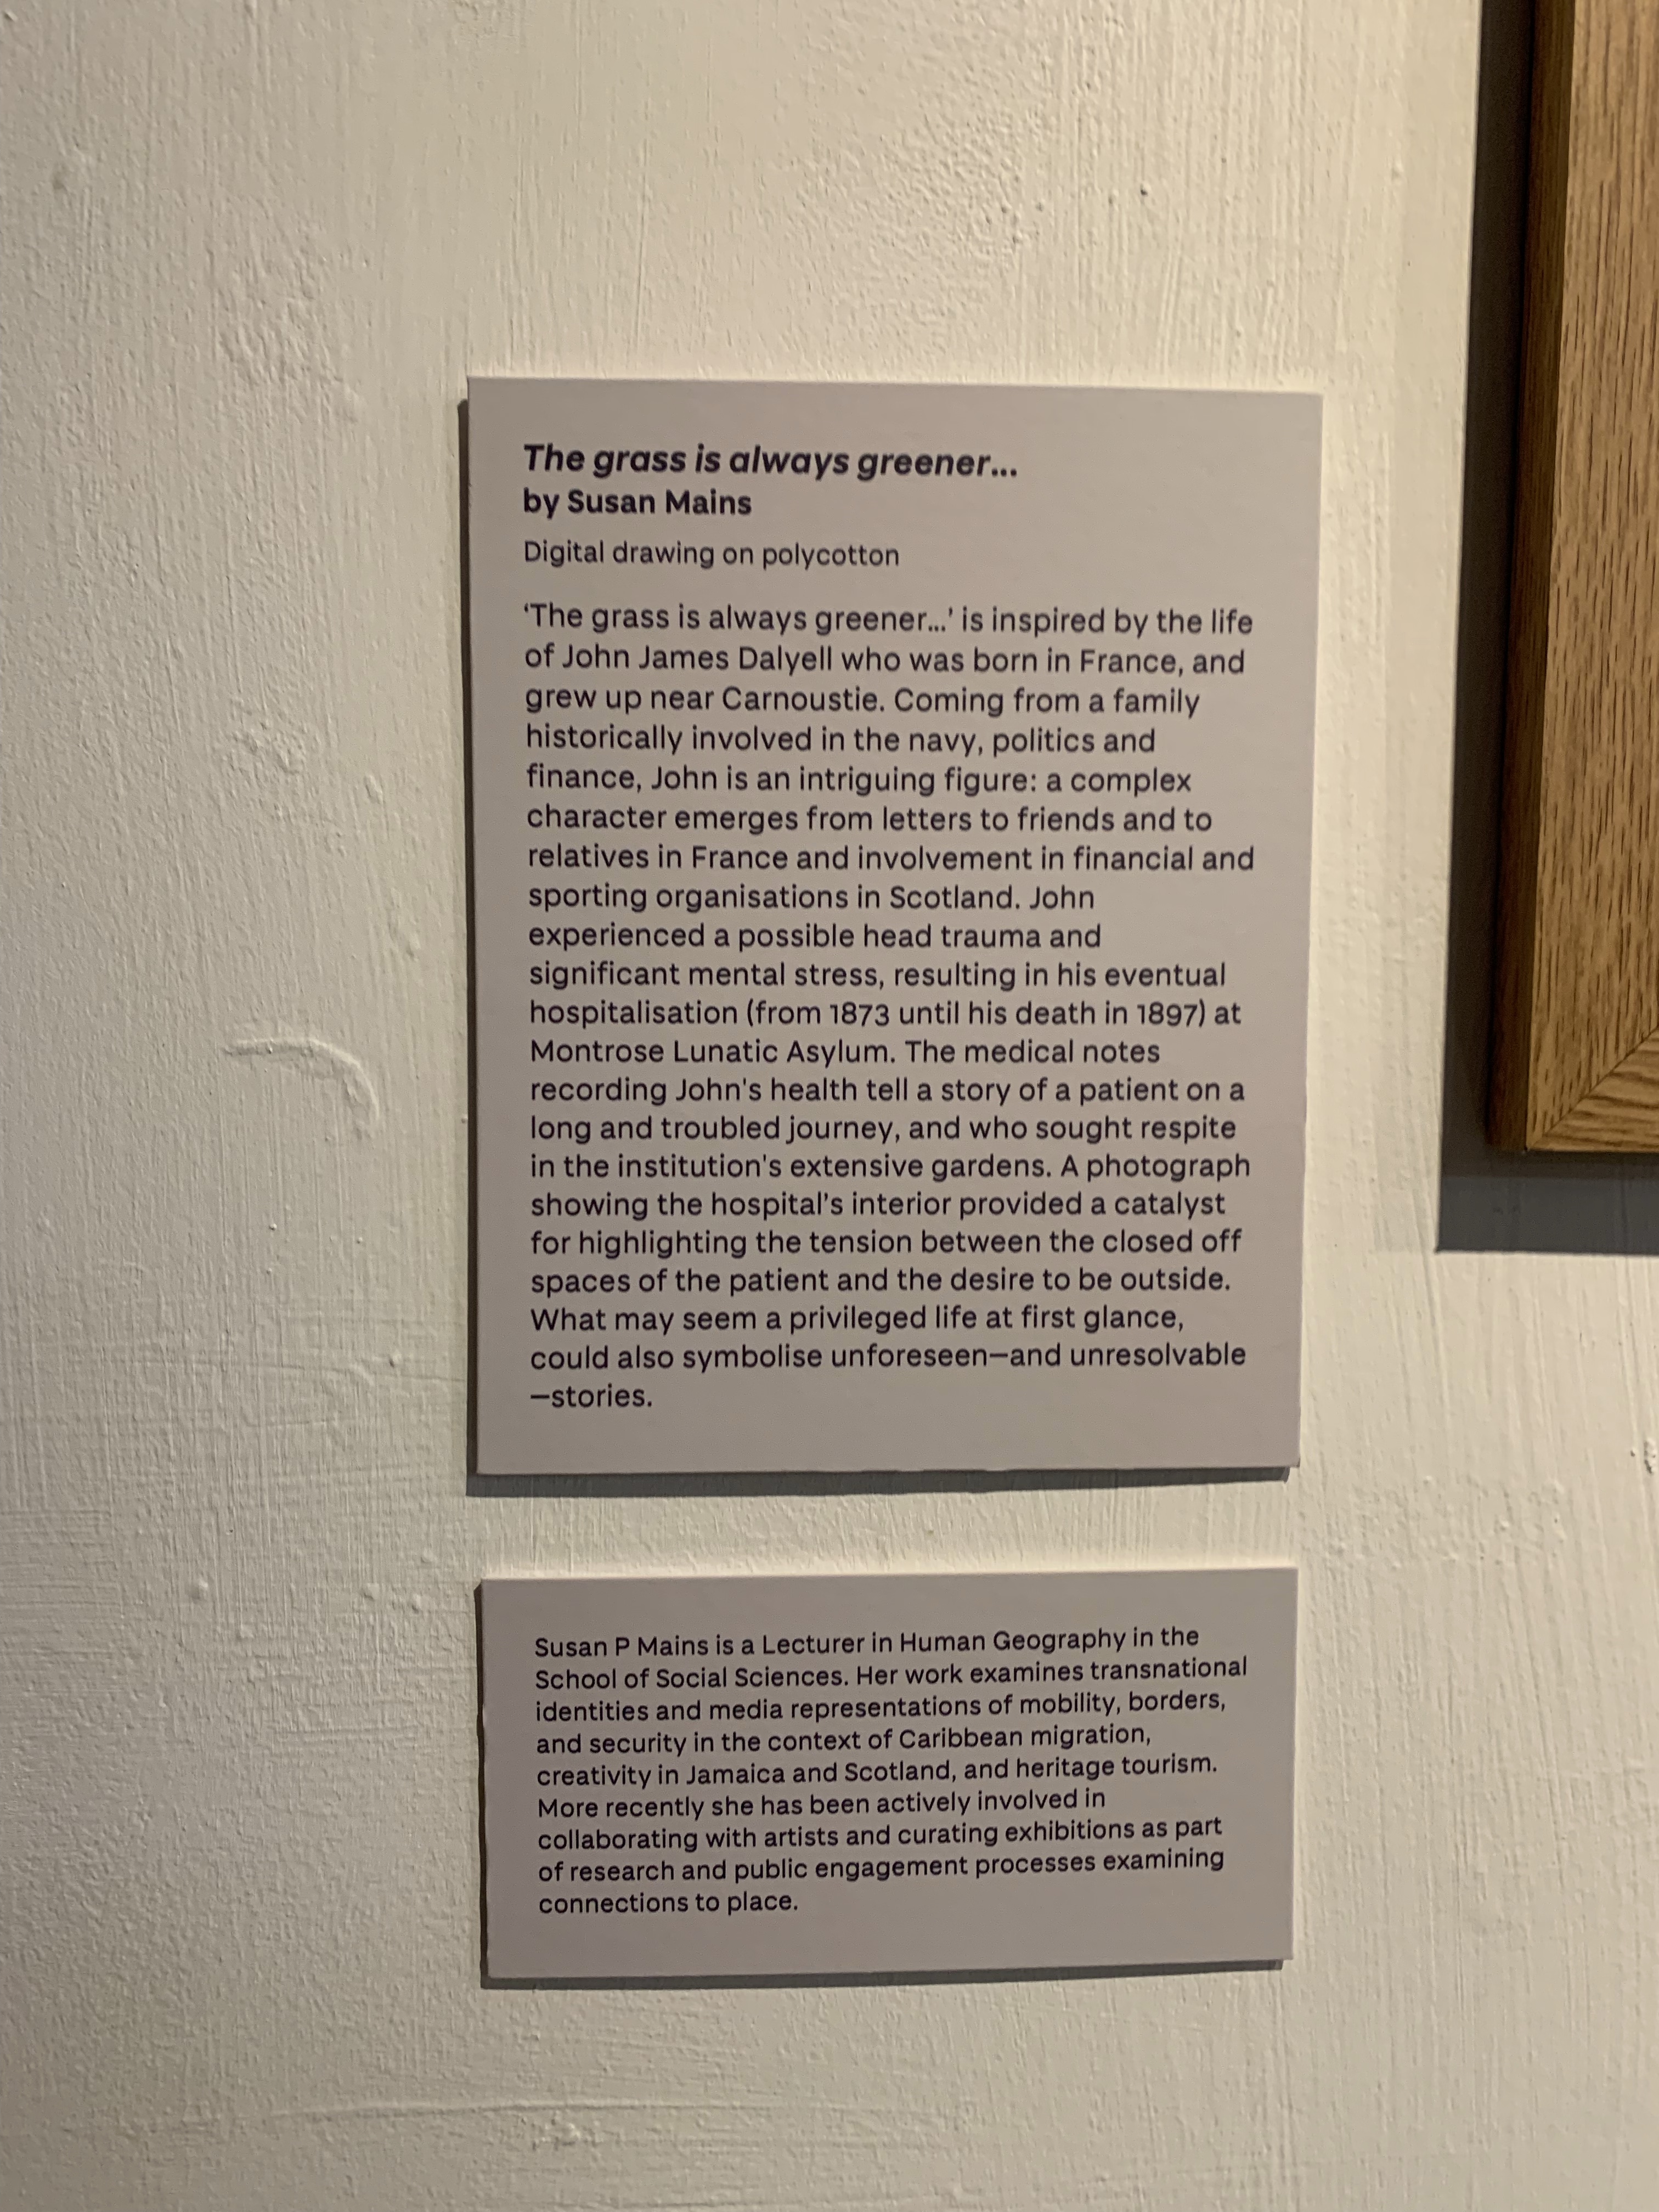 The grass is always greener...
by Susan Mains
Digital drawing on polycotton
‘The grass is always greener...’ is inspired by the life
of John James Dalyell who was born in France, and
grew up near Carnoustie. Coming from a family
historically involved in the navy, politics and
finance, John is an intriguing figure: a complex
character emerges from letters to friends and to
relatives in France and involvement in financial and
sporting organisations in Scotland. John
experienced a possible head trauma and
significant mental stress, resulting in his eventual
hospitalisation (from 1873 until his death in 1897) at
Montrose Lunatic Asylum. The medical notes
recording John's health tell a story of a patient on a
long and troubled journey, and who sought respite
in the institution's extensive gardens. A photograph
showing the hospital’s interior provided a catalyst
for highlighting the tension between the closed off
spaces of the patient and the desire to be outside.
What may seem a privileged life at first glance,
could also symbolise unforeseen—and unresolvable
—stories.
Susan P Mains is a Lecturer in Human Geography in the
School of Social Sciences. Her work examines transnational
identities and media representations of mobility, borders,
and security in the context of Caribbean migration,
creativity in Jamaica and Scotland, and heritage tourism.
More recently she has been actively involved in
collaborating with artists and curating exhibitions as part
of research and public engagement processes examining
connections to place.